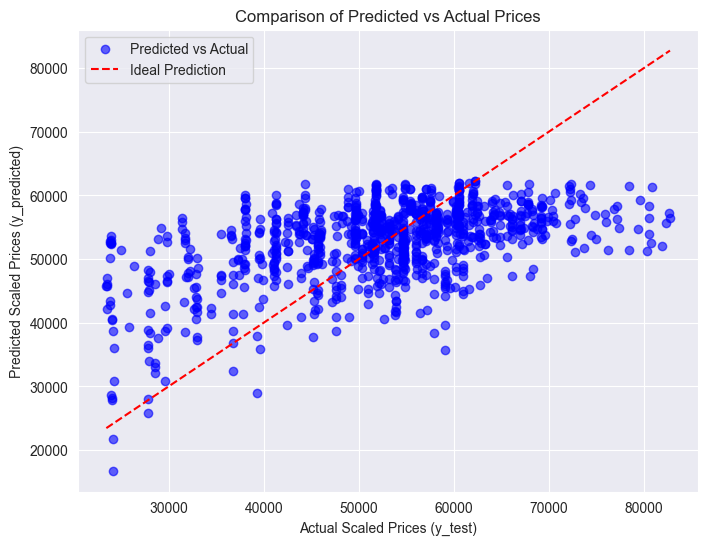 Comparison of Predicted vs Actual Prices
Predicted vs Actual
Ideal Prediction
Predicted Scaled Prices (y_predicted)
80000
70000
60000
50000
40000
30000
20000
30000 40000 50000 60000 70000 80000
Actual Scaled Prices (y_test)